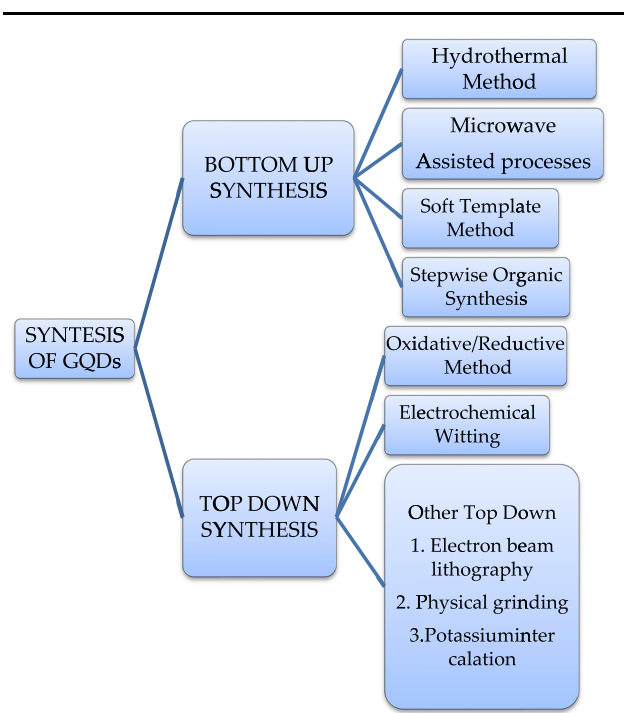 SYNTESIS
OF GQDs
BOTTOM UP
SYNTHESIS
Hydrothermal
Method
Microwave
Assisted processes
Soft Template
Method
Stepwise Organic
Synthesis
TOP DOWN
SYNTHESIS
Oxidative/Reductive
Method
Electrochemical
Witting
Other Top Down
1. Electron beam
lithography
2. Physical grinding
3.Potassiuminter
calation